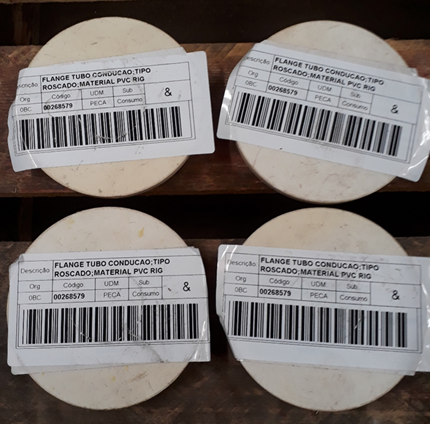 Descrição
FLANGE TUBO CONDUCAO;TIPO
ROSCADO;MATERIAL PVC RIG
Org Código UDM Sub &
0BC 00268579 PECA Consumo
Descrição
FLANGE TUBO CONDUCAO;TIPO
ROSCADO;MATERIAL PVC RIG
Org Código UDM Sub &
0BC 00268579 PECA Consumo
Descrição
FLANGE TUBO CONDUCAO;TIPO
ROSCADO;MATERIAL PVC RIG
Org Código UDM Sub &
0BC 00268579 PECA Consumo
Descrição
FLANGE TUBO CONDUCAO;TIPO
ROSCADO;MATERIAL PVC RIG
Org Código UDM Sub &
0BC 00268579 PECA Consumo